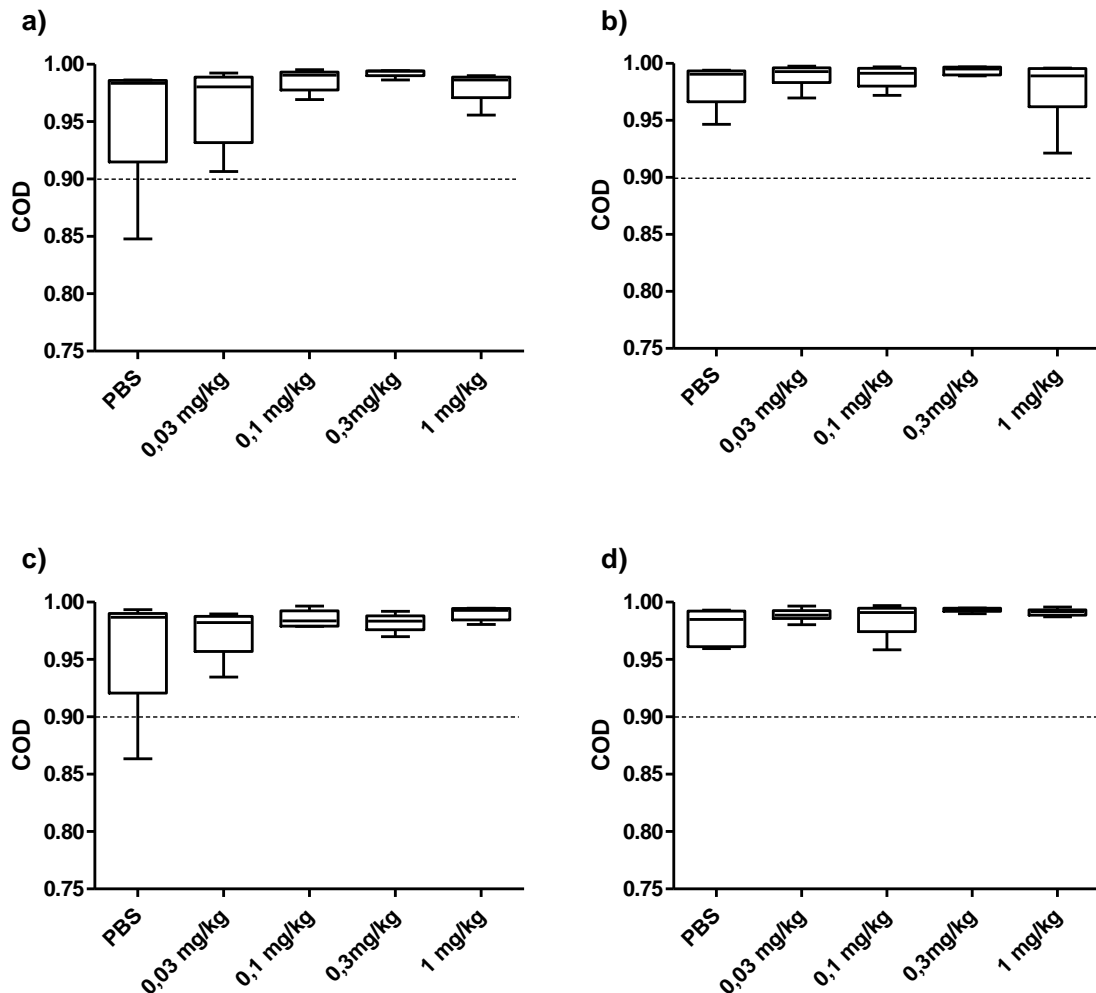 a)
1.00
0.95
0.90
0.85
0.80
0.75
COD
PBS
0,03 mg/kg
0,1 mg/kg
0,3mg/kg
1 mg/kg
b)
1.00
0.95
0.90
0.85
0.80
0.75
COD
PBS
0,03 mg/kg
0,1 mg/kg
0,3mg/kg
1 mg/kg
c)
1.00
0.95
0.90
0.85
0.80
0.75
COD
PBS
0,03 mg/kg
0,1 mg/kg
0,3mg/kg
1 mg/kg
d)
1.00
0.95
0.90
0.85
0.80
0.75
COD
PBS
0,03 mg/kg
0,1 mg/kg
0,3mg/kg
1 mg/kg